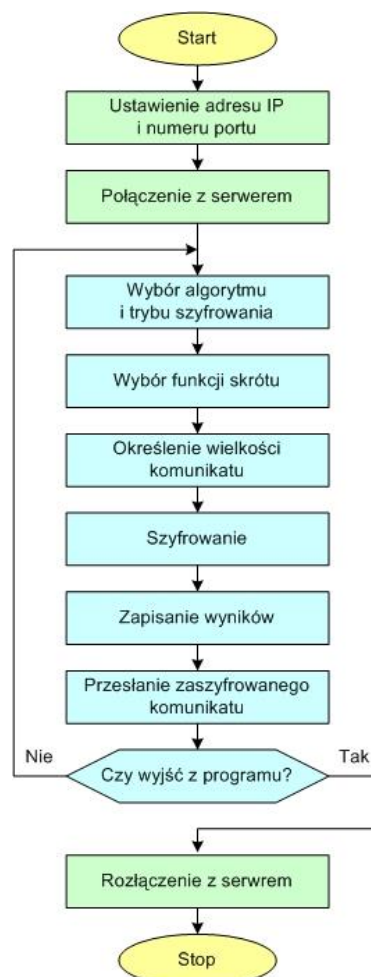 Start
Ustawienie adresu IP
i numeru portu
Połączenie z serwerem
Wybór algorytmu
i trybu szyfrowania
Wybór funkcji skrótu
Określenie wielkości
komunikatu
Szyfrowanie
Zapisanie wyników
Przesłanie zaszyfrowanego
komunikatu
Nie
Czy wyjść z programu?
Tak
Rozłączenie z serwrem
Stop